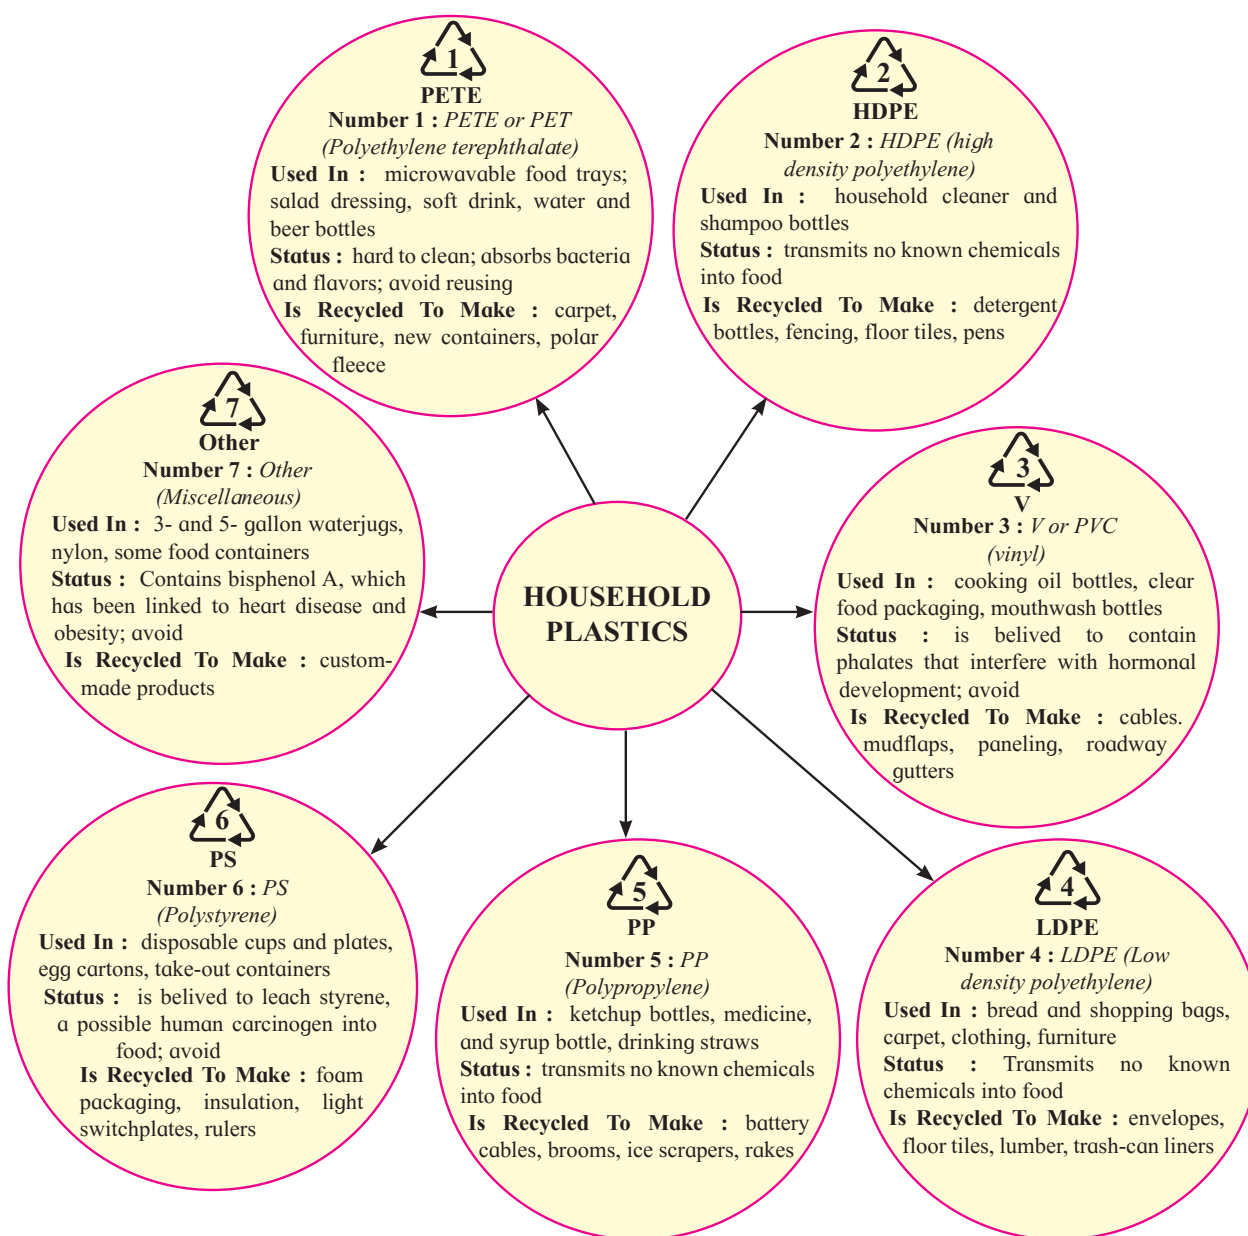 1
PETE
Number 1 : PETE or PET
(Polyethylene terephthalate)
Used In : microwavable food trays;
salad dressing, soft drink, water and
beer bottles
Status : hard to clean; absorbs bacteria
and flavors; avoid reusing
Is Recycled To Make : carpet,
furniture, new containers, polar
fleece
2
HDPE
Number 2 : HDPE (high
density polyethylene)
Used In : household cleaner and
shampoo bottles
Status : transmits no known chemicals
into food
Is Recycled To Make : detergent
bottles, fencing, floor tiles, pens
7
Other
Number 7 : Other
(Miscellaneous)
Used In : 3- and 5- gallon waterjugs,
nylon, some food containers
Status : Contains bisphenol A, which
has been linked to heart disease and
obesity; avoid
Is Recycled To Make : custom-
made products
HOUSEHOLD
PLASTICS
3
V
Number 3 : V or PVC
(vinyl)
Used In : cooking oil bottles, clear
food packaging, mouthwash bottles
Status : is belived to contain
phalates that interfere with hormonal
development; avoid
Is Recycled To Make : cables.
mudflaps, paneling, roadway
gutters
6
PS
Number 6 : PS
(Polystyrene)
Used In : disposable cups and plates,
egg cartons, take-out containers
Status : is belived to leach styrene,
a possible human carcinogen into
food; avoid
Is Recycled To Make : foam
packaging, insulation, light
switchplates, rulers
5
PP
Number 5 : PP
(Polypropylene)
Used In : ketchup bottles, medicine,
and syrup bottle, drinking straws
Status : transmits no known chemicals
into food
Is Recycled To Make : battery
cables, brooms, ice scrapers, rakes
4
LDPE
Number 4 : LDPE (Low
density polyethylene)
Used In : bread and shopping bags,
carpet, clothing, furniture
Status : Transmits no known
chemicals into food
Is Recycled To Make : envelopes,
floor tiles, lumber, trash-can liners